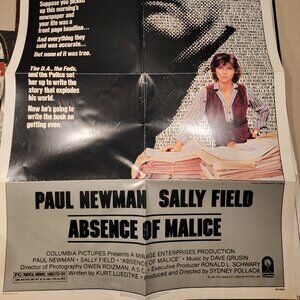 Suppose you picked
up this morning's
newspaper and
your life was a
front page headline...
And everything they
said was accurate...
But none of it was true.
The D.A., the Feds,
and the Police set
her up to write the
story that explodes
his world.
Now he's going
to write the book on
getting even.
PAUL NEWMAN SALLY FIELD
ABSENCE OF MALICE
COLUMBIA PICTURES Presents A MIRAGE ENTERPRISES PRODUCTION
PAUL NEWMAN • SALLY FIELD • "ABSENCE OF MALICE" • Music by DAVE GRUSIN
Director of Photography OWEN ROIZMAN, A.S.C. Executive Producer RONALD L. SCHWARY
Written by KURT LUEDTKE Produced and Directed by SYDNEY POLLACK
PG